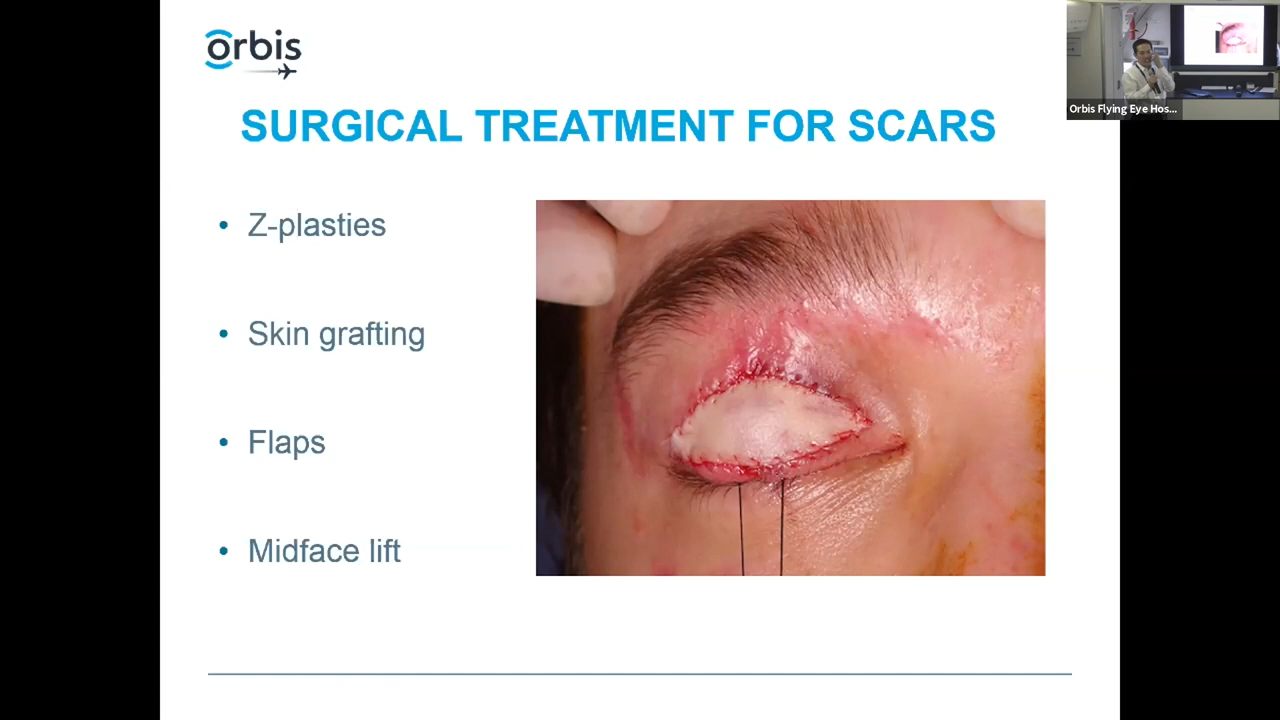 orbis
SURGICAL TREATMENT FOR SCARS
• Z-plasties
• Skin grafting
• Flaps
• Midface lift
Orbis Flying Eye Hos...